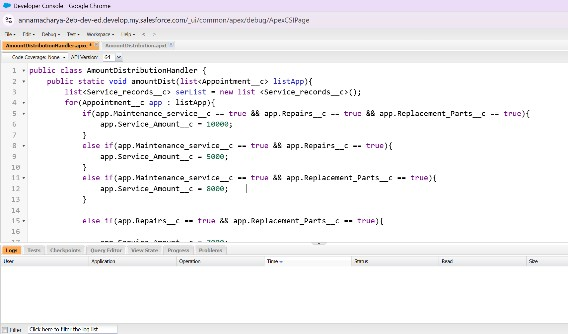 Developer Console - Google Chrome
annamacharya-2eb-dev-ed.develop.my.salesforce.com/_ui/common/apex/debug/ApexCSIPage
File • Edit • Debug • Test • Workspace • Help • < >
AmountDistributionHandler.apxc * AmountDistribution.apxt
Code Coverage: None • API Version: 64
1 public class AmountDistributionHandler {
2 public static void amountDist(list<Appointment__c> listApp){
3 list<Service_records__c> serList = new list <Service_records__c>();
4 for(Appointment__c app : listApp){
5 if(app.Maintenance_service__c == true && app.Repairs__c == true && app.Replacement_Parts__c == true){
6 app.Service_Amount__c = 10000;
7 }
8 else if(app.Maintenance_service__c == true && app.Repairs__c == true){
9 app.Service_Amount__c = 5000;
10 }
11 else if(app.Maintenance_service__c == true && app.Replacement_Parts__c == true){
12 app.Service_Amount__c = 8000;
13 }
14
15 else if(app.Repairs__c == true && app.Replacement_Parts__c == true){
16
Logs Tests Checkpoints Query Editor View State Progress Problems
User Application Operation Time Status Read Size
Filter Click here to filter the log list